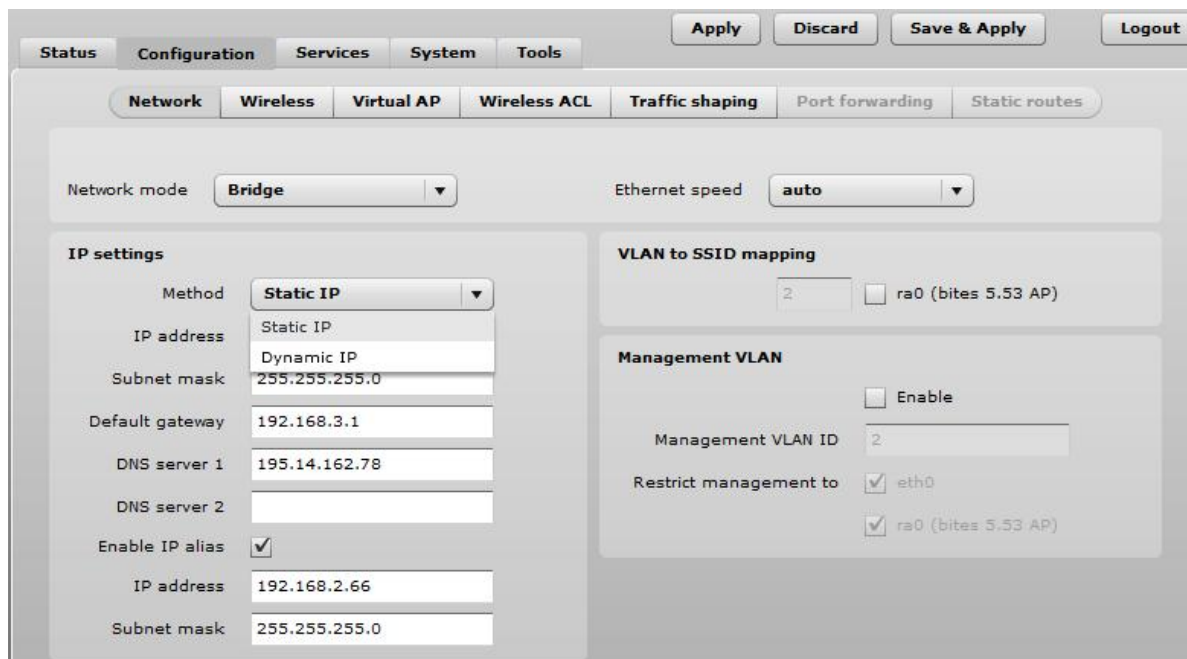 Apply Discard Save & Apply Logout
Status Configuration Services System Tools
Network Wireless Virtual AP Wireless ACL Traffic shaping Port forwarding Static routes
Network mode Bridge Ethernet speed auto
IP settings
Method Static IP
Static IP
IP address
Dynamic IP
Subnet mask 255.255.255.0
Default gateway 192.168.3.1
DNS server 1 195.14.162.78
DNS server 2
Enable IP alias
IP address 192.168.2.66
Subnet mask 255.255.255.0
VLAN to SSID mapping
2 ra0 (bites 5.53 AP)
Management VLAN
Enable
Management VLAN ID 2
Restrict management to eth0
ra0 (bites 5.53 AP)